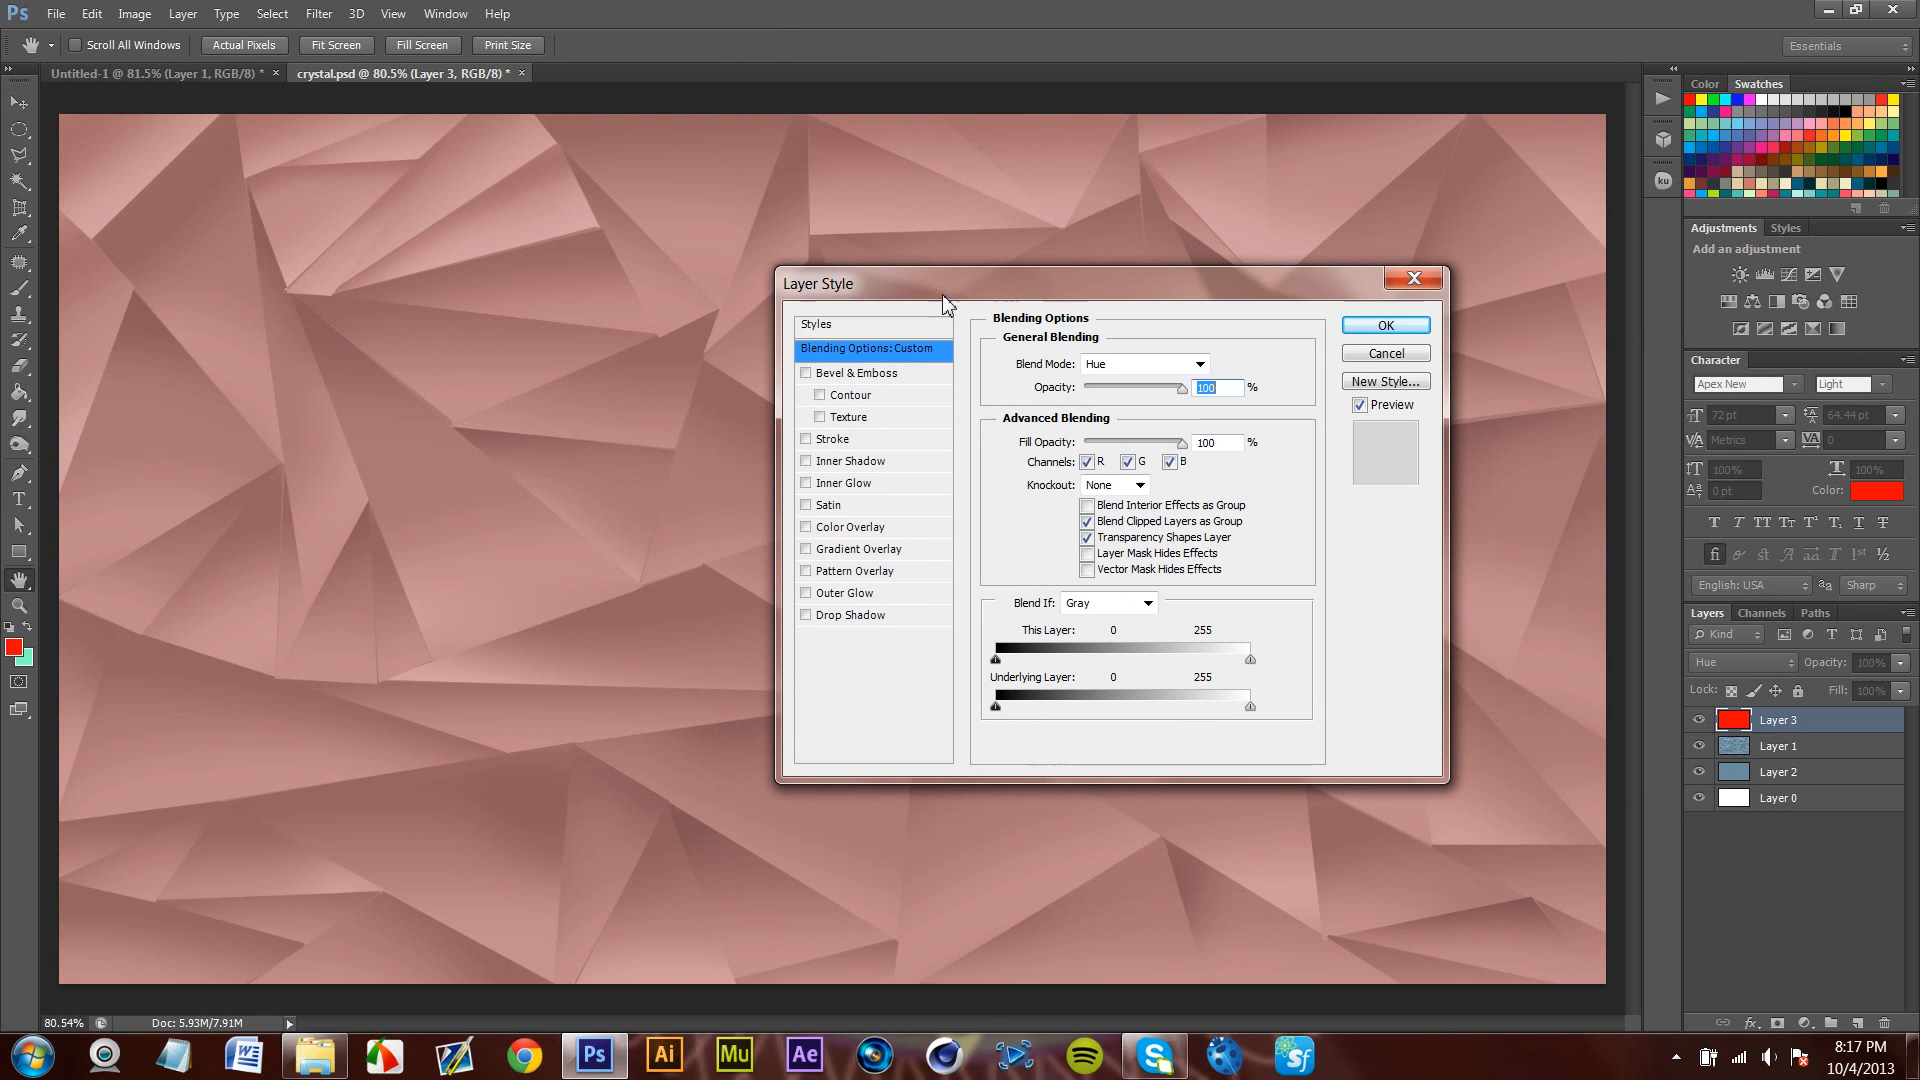 Ps File Edit Image Layer Type Select Filter 3D View Window Help
Scroll All Windows Actual Pixels Fit Screen Fill Screen Print Size Essentials
Untitled-1 @ 81.5% (Layer 1, RGB/8) * × crystal.psd @ 80.5% (Layer 3, RGB/8) * ×
Color Swatches
ku
Adjustments Styles
Add an adjustment
Character
Apex New Light
72 pt 64.44 pt
Metrics 0
100% 100%
0 pt Color:
English: USA Sharp
Layers Channels Paths
Kind
Hue Opacity: 100%
Lock: Fill: 100%
Layer 3
Layer 1
Layer 2
Layer 0
Layer Style
Styles
Blending Options: Custom
Bevel & Emboss
Contour
Texture
Stroke
Inner Shadow
Inner Glow
Satin
Color Overlay
Gradient Overlay
Pattern Overlay
Outer Glow
Drop Shadow
Blending Options
General Blending
Blend Mode: Hue
Opacity: 100 %
Advanced Blending
Fill Opacity: 100 %
Channels: R G B
Knockout: None
Blend Interior Effects as Group
Blend Clipped Layers as Group
Transparency Shapes Layer
Layer Mask Hides Effects
Vector Mask Hides Effects
Blend If: Gray
This Layer: 0 255
Underlying Layer: 0 255
OK
Cancel
New Style...
Preview
80.54% Doc: 5.93M/7.91M
W Ps Ai Mu Ae S Sf
8:17 PM
10/4/2013